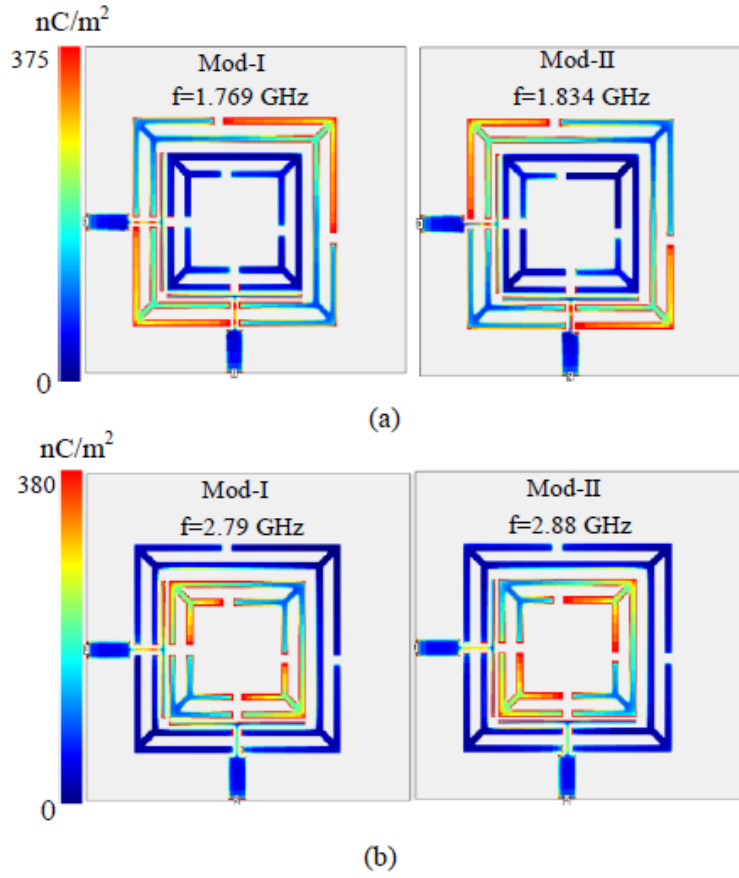 nC/m²
375
Mod-I
f=1.769 GHz
Mod-II
f=1.834 GHz
0
(a)
nC/m²
380
Mod-I
f=2.79 GHz
Mod-II
f=2.88 GHz
0
(b)